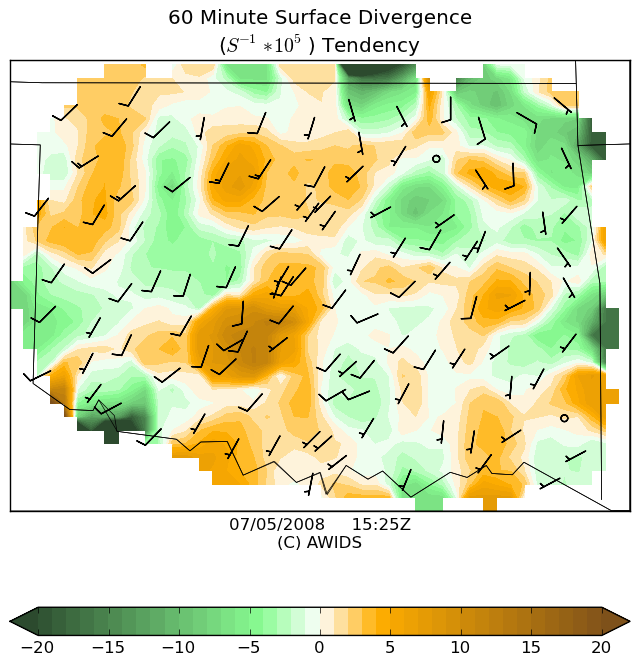 60 Minute Surface Divergence
(S⁻¹ * 10⁵ ) Tendency
07/05/2008 15:25Z
(C) AWIDS
−20 −15 −10 −5 0 5 10 15 20